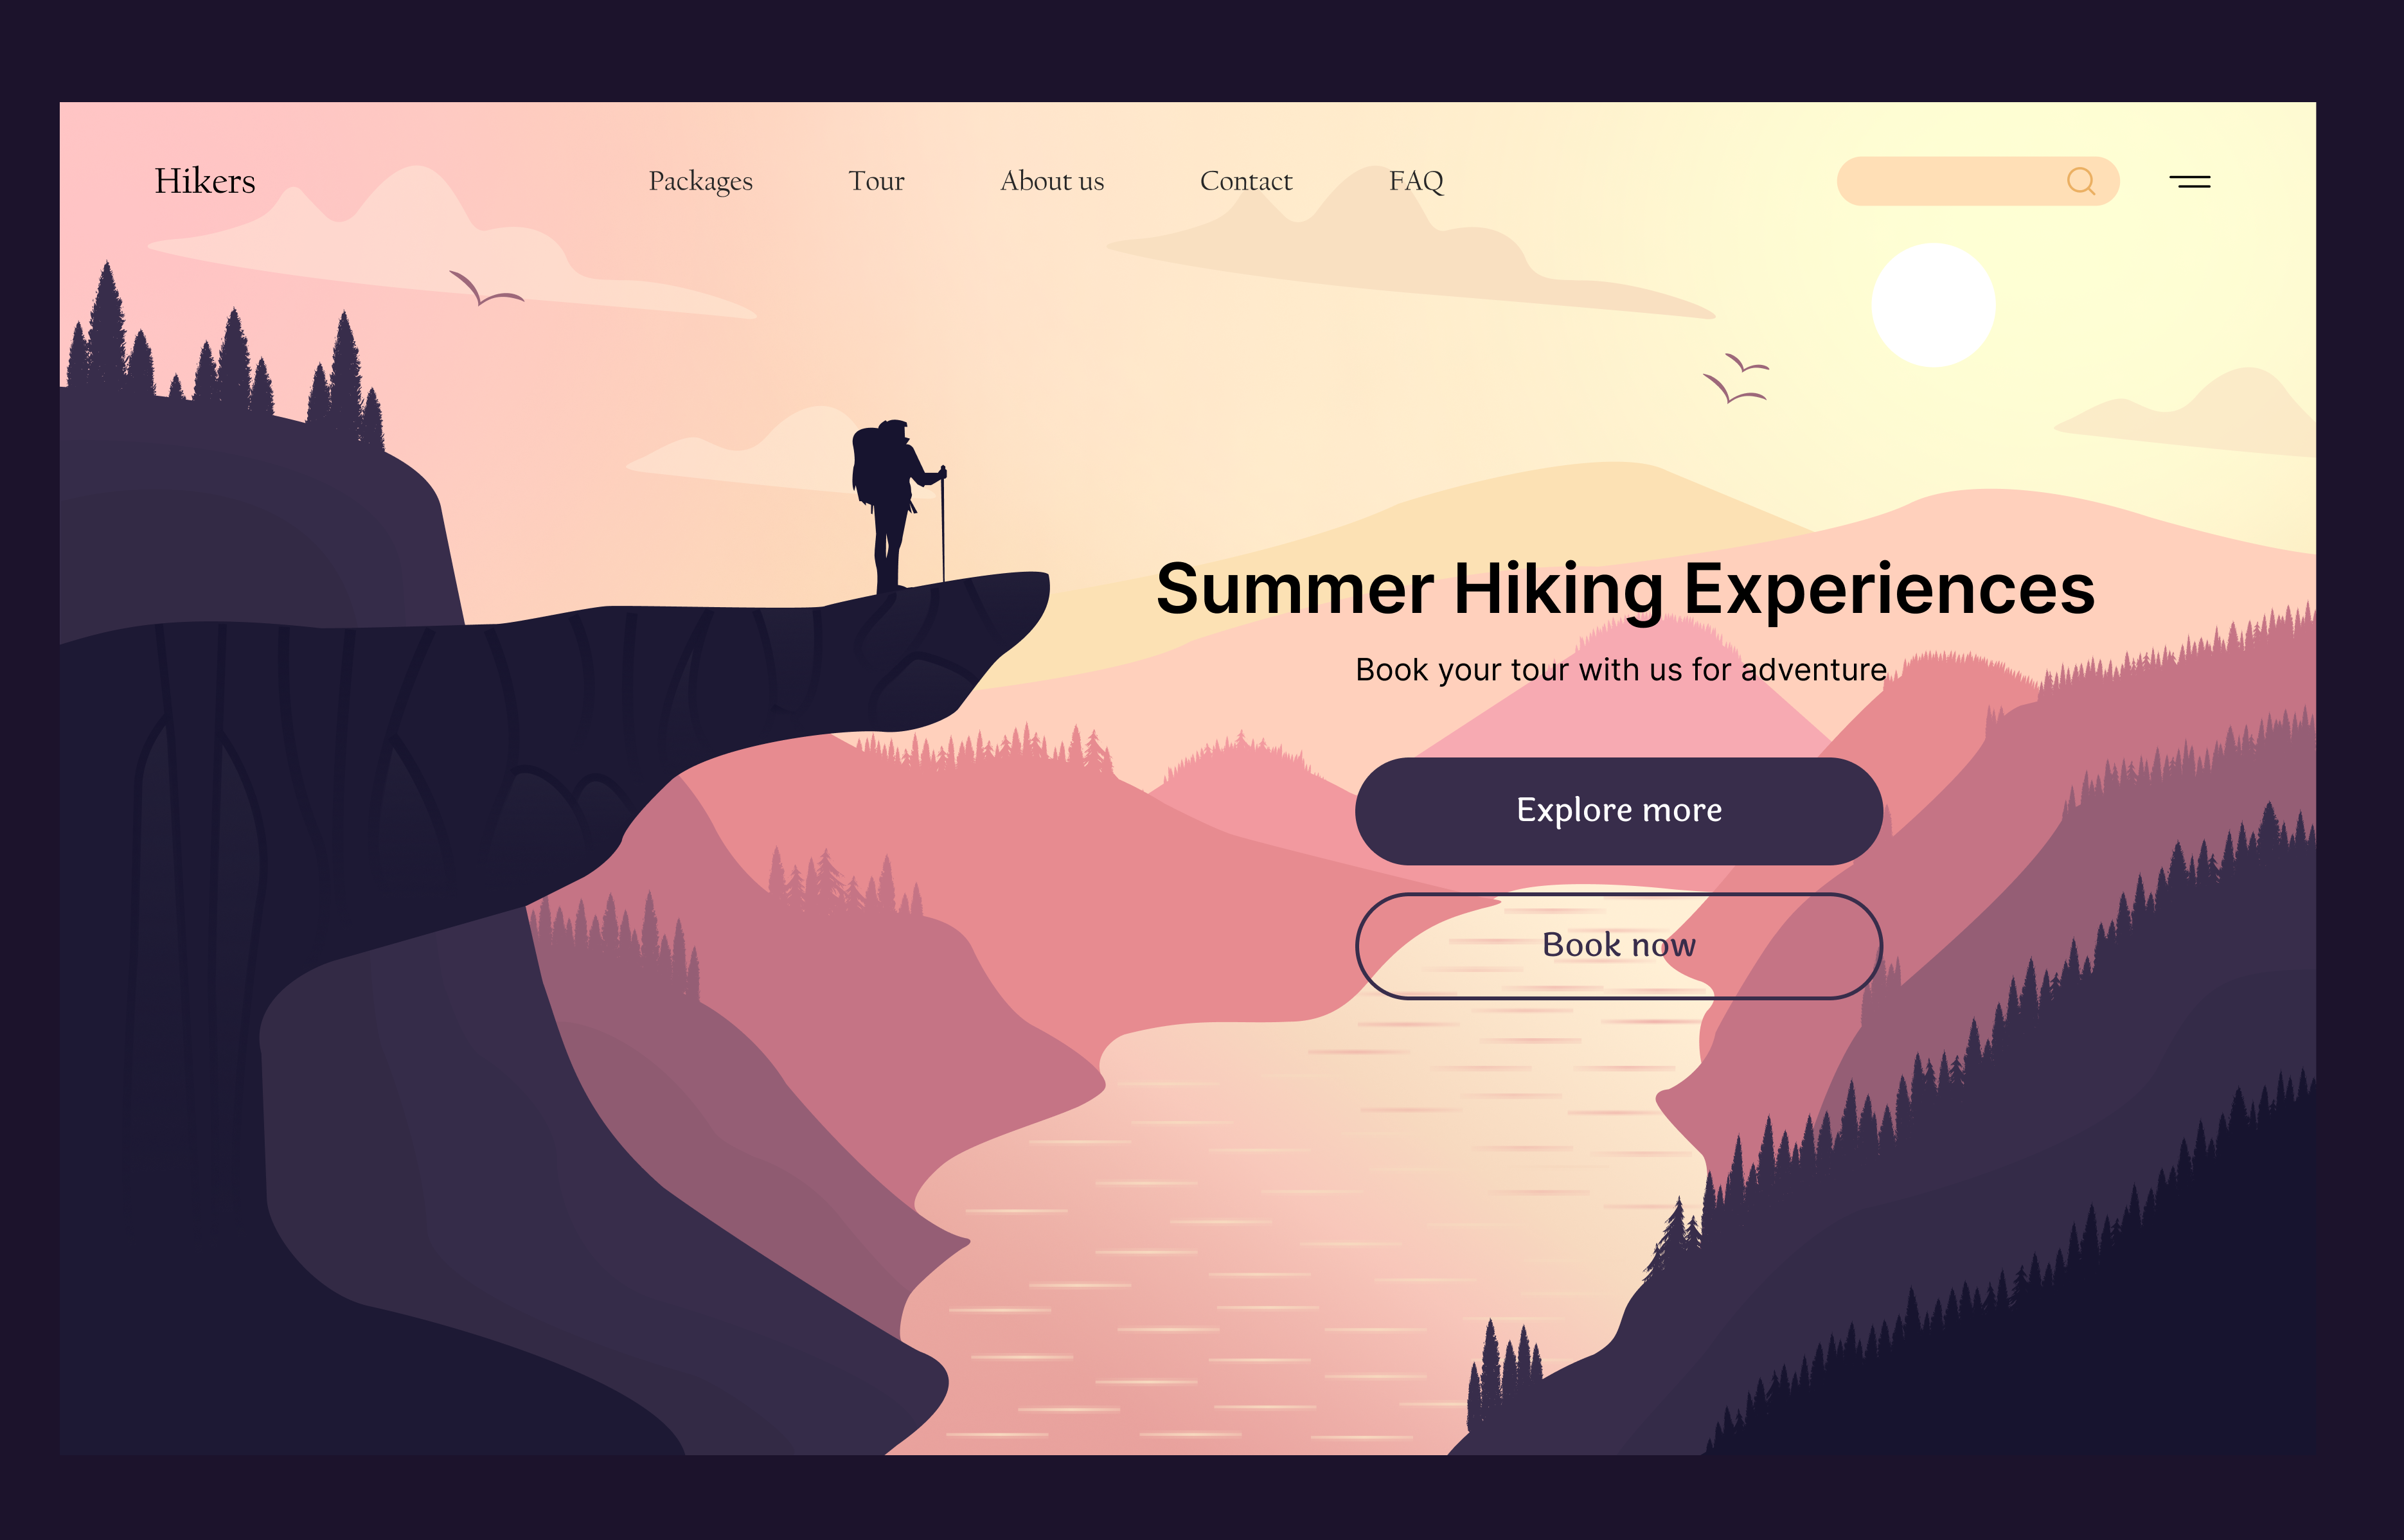 Hikers Packages Tour About us Contact FAQ
Summer Hiking Experiences
Book your tour with us for adventure
Explore more
Book now